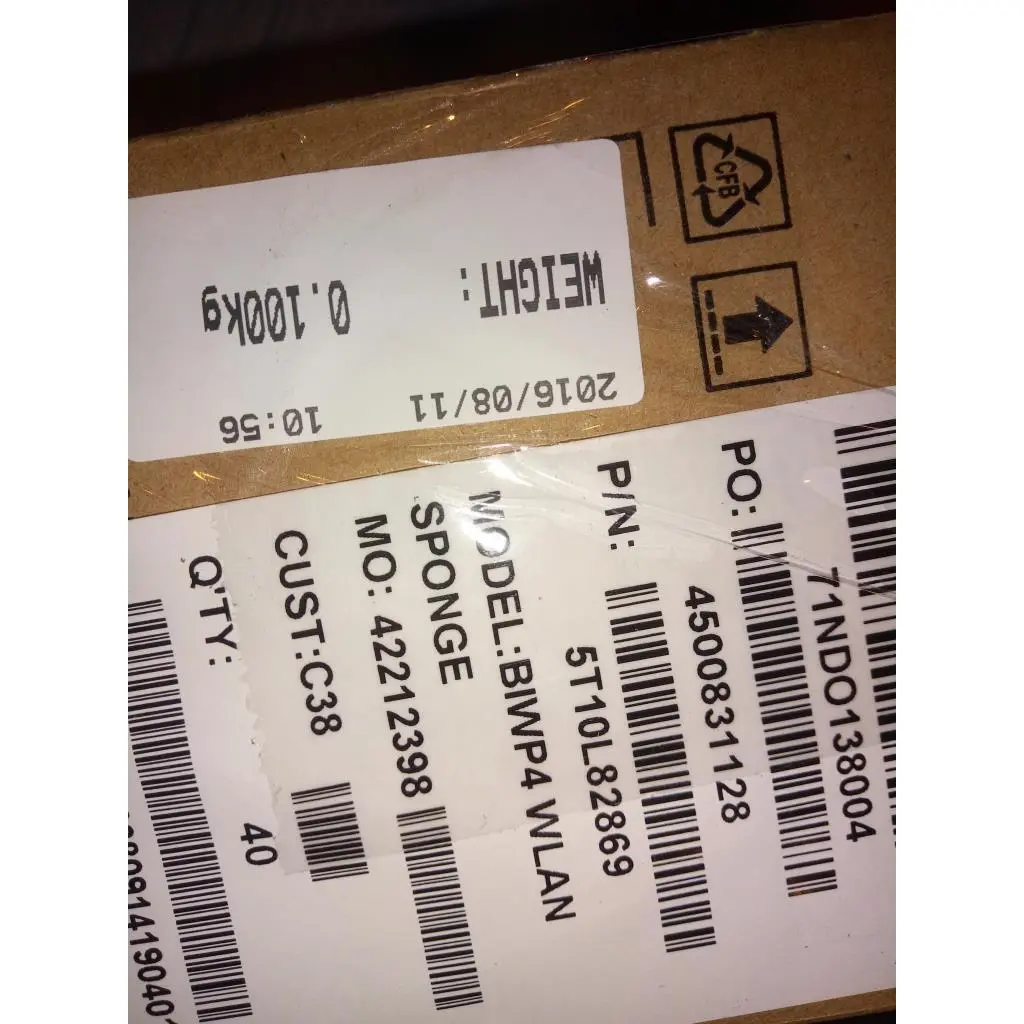 CFB
WEIGHT:
0.100kg
2016/08/11
10:56
71NDO138004
PO:
4500831128
P/N:
5T10L82869
MODEL:BIWP4 WLAN
SPONGE
MO: 42212398
CUST:C38
Q'TY:
40